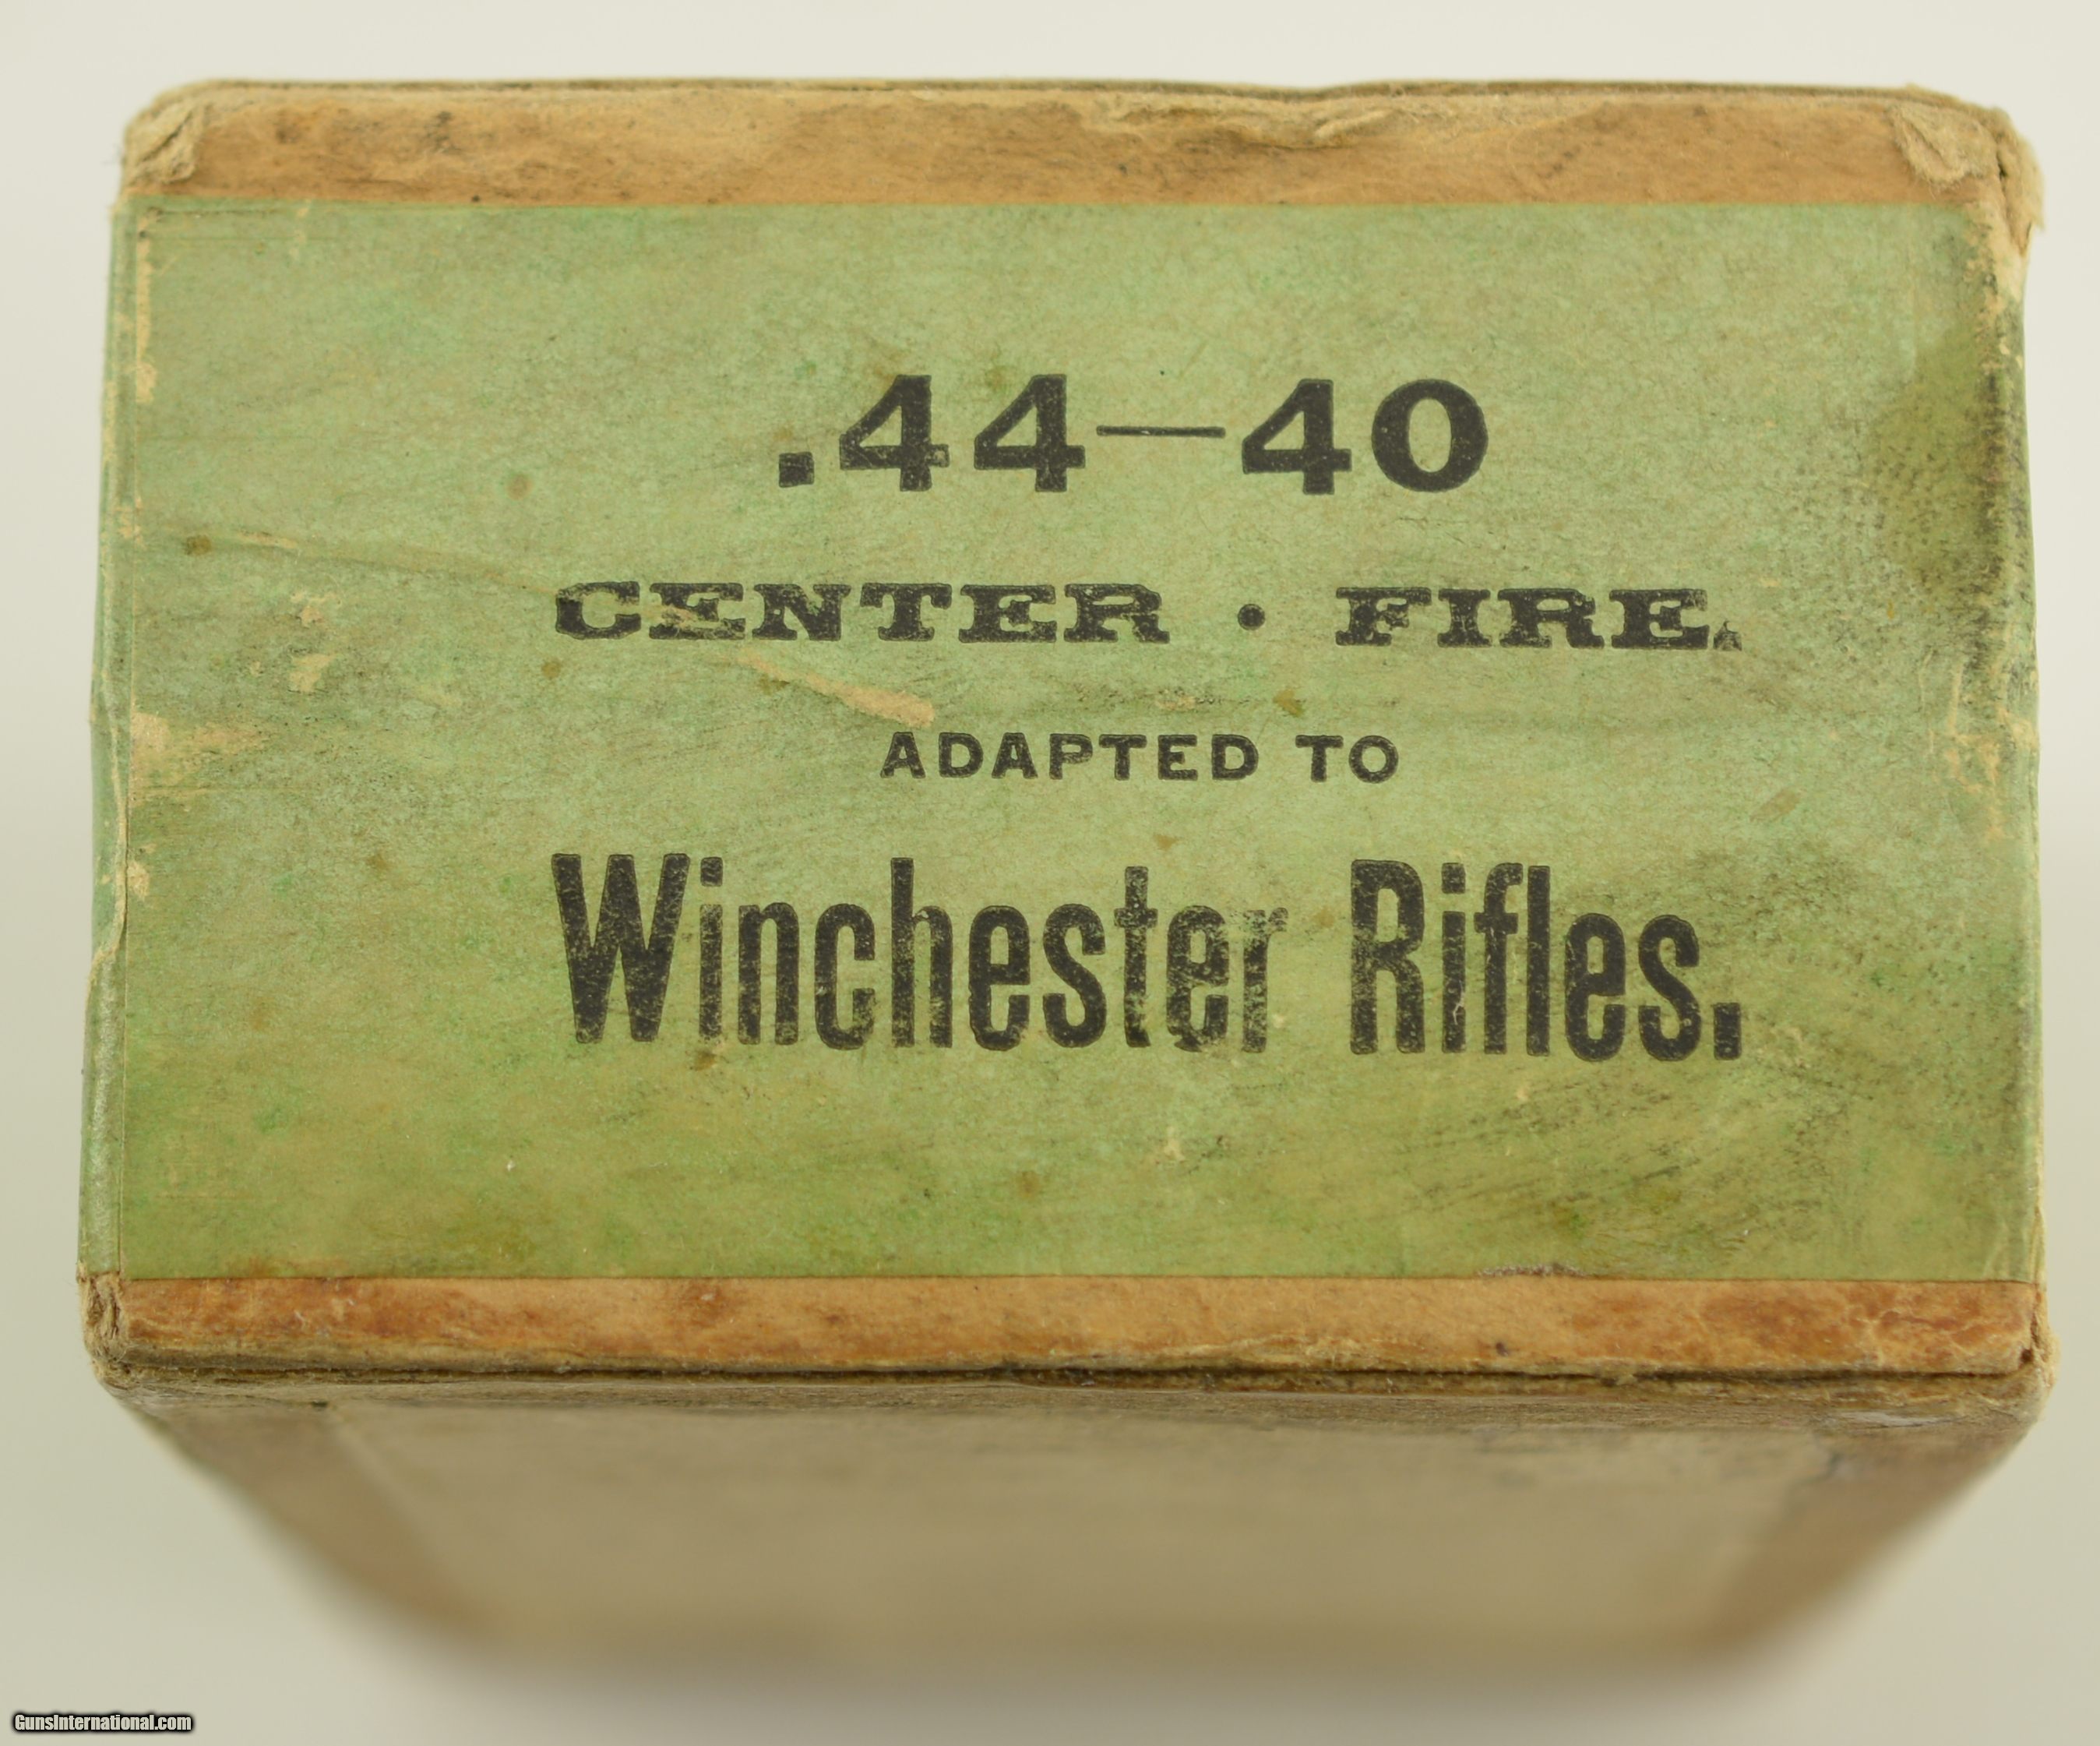 .44—40
CENTER • FIRE.
ADAPTED TO
Winchester Rifles.
GunsInternational.com